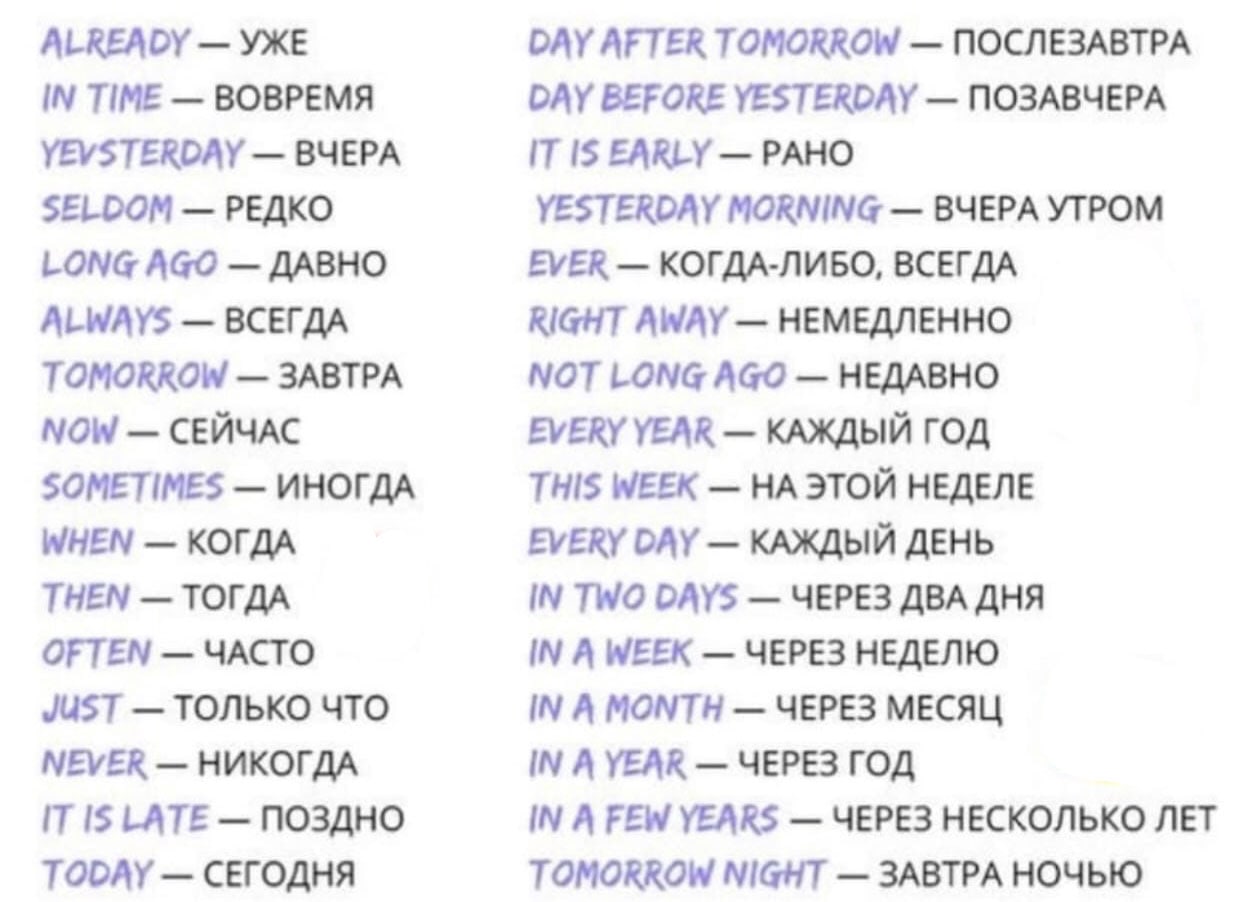 ALREADY — УЖЕ
IN TIME — ВОВРЕМЯ
YEVSTERDAY — ВЧЕРА
SELDOM — РЕДКО
LONG AGO — ДАВНО
ALWAYS — ВСЕГДА
TOMORROW — ЗАВТРА
NOW — СЕЙЧАС
SOMETIMES — ИНОГДА
WHEN — КОГДА
THEN — ТОГДА
OFTEN — ЧАСТО
JUST — ТОЛЬКО ЧТО
NEVER — НИКОГДА
IT IS LATE — ПОЗДНО
TODAY — СЕГОДНЯ
DAY AFTER TOMORROW — ПОСЛЕЗАВТРА
DAY BEFORE YESTERDAY — ПОЗАВЧЕРА
IT IS EARLY — РАНО
YESTERDAY MORNING — ВЧЕРА УТРОМ
EVER — КОГДА-ЛИБО, ВСЕГДА
RIGHT AWAY — НЕМЕДЛЕННО
NOT LONG AGO — НЕДАВНО
EVERY YEAR — КАЖДЫЙ ГОД
THIS WEEK — НА ЭТОЙ НЕДЕЛЕ
EVERY DAY — КАЖДЫЙ ДЕНЬ
IN TWO DAYS — ЧЕРЕЗ ДВА ДНЯ
IN A WEEK — ЧЕРЕЗ НЕДЕЛЮ
IN A MONTH — ЧЕРЕЗ МЕСЯЦ
IN A YEAR — ЧЕРЕЗ ГОД
IN A FEW YEARS — ЧЕРЕЗ НЕСКОЛЬКО ЛЕТ
TOMORROW NIGHT — ЗАВТРА НОЧЬЮ